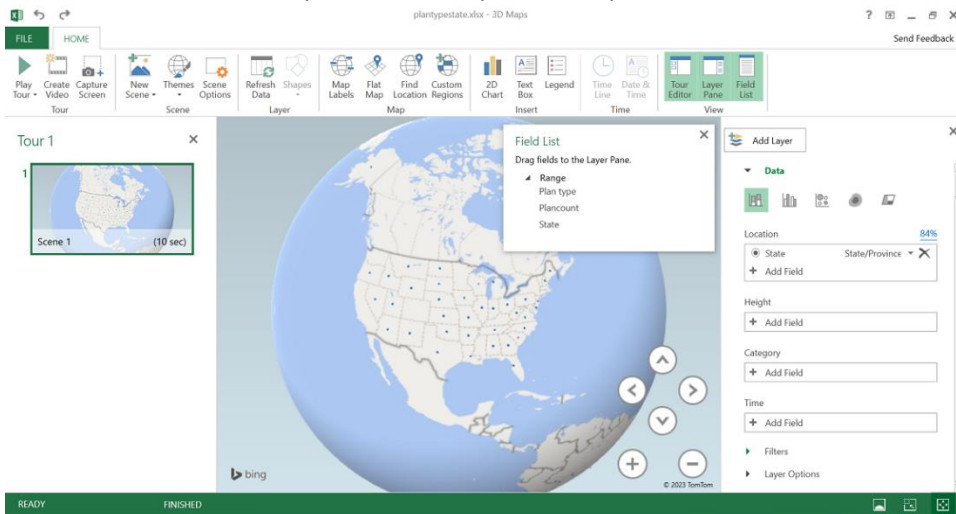 plantypestate.xlsx - 3D Maps
FILE HOME Send Feedback
Play Tour
Create Video
Capture Screen
New Scene
Themes
Scene Options
Refresh Data
Shapes
Map Labels
Flat Map
Find Location
Custom Regions
2D Chart
Text Box
Legend
Time Line
Date & Time
Tour Editor
Layer Pane
Field List
Tour Scene Layer Map Insert Time View
Tour 1
1
Scene 1 (10 sec)
Field List
Drag fields to the Layer Pane.
Range
Plan type
Plancount
State
bing
© 2023 TomTom
Add Layer
Data
Location 84%
State State/Province
+ Add Field
Height
+ Add Field
Category
+ Add Field
Time
+ Add Field
Filters
Layer Options
READY FINISHED